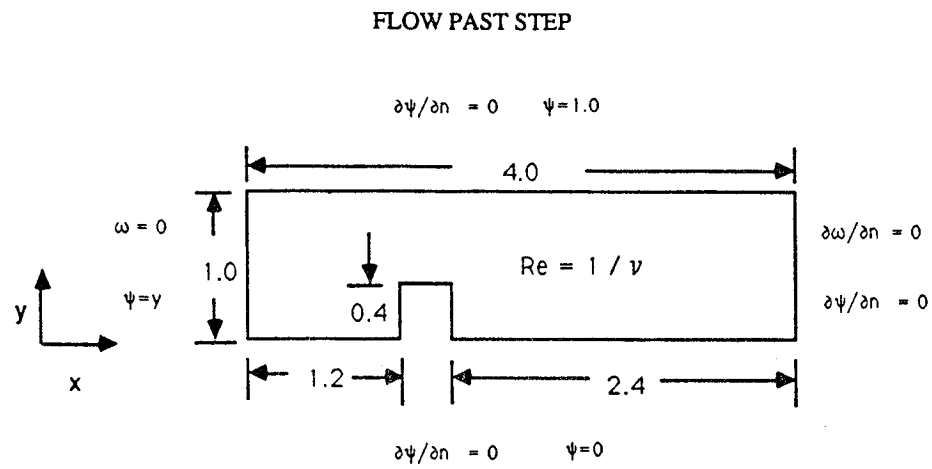 FLOW PAST STEP
∂ψ/∂n = 0 ψ=1.0
4.0
ω = 0
∂ω/∂n = 0
1.0
Re = 1 / ν
ψ=y
0.4
∂ψ/∂n = 0
y
x
1.2
2.4
∂ψ/∂n = 0 ψ=0